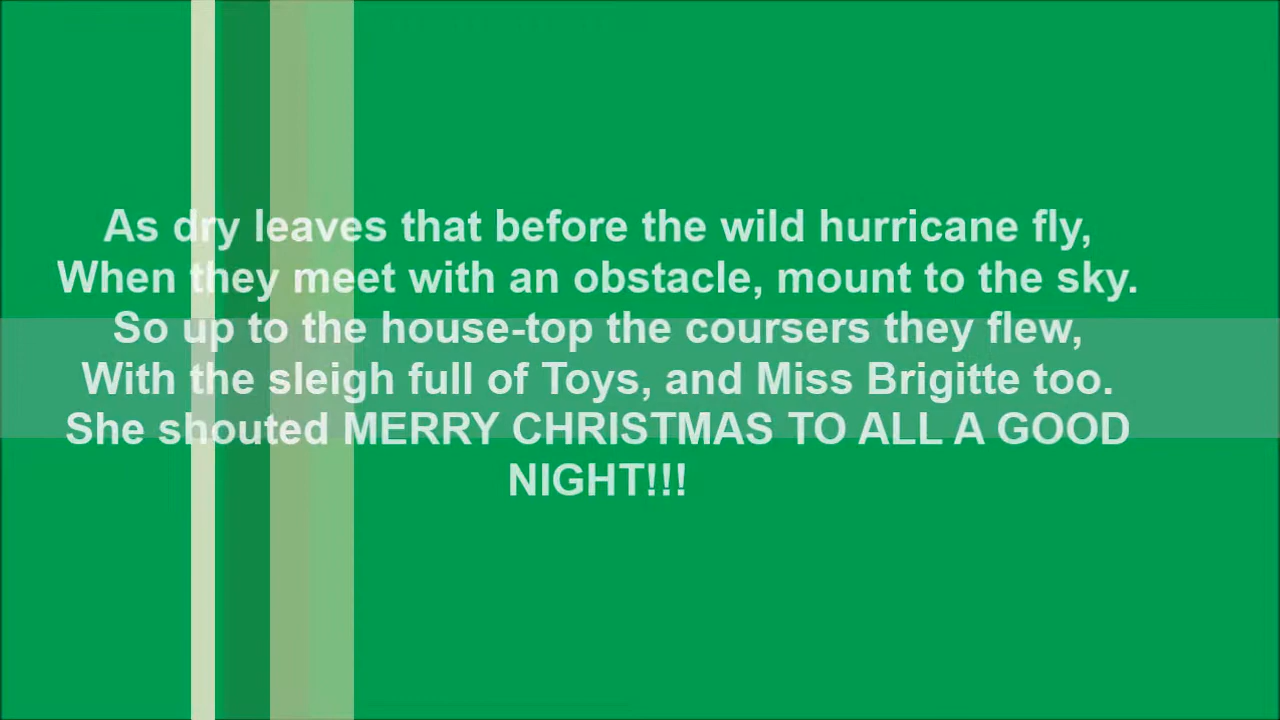 As dry leaves that before the wild hurricane fly,
When they meet with an obstacle, mount to the sky.
So up to the house-top the coursers they flew,
With the sleigh full of Toys, and Miss Brigitte too.
She shouted MERRY CHRISTMAS TO ALL A GOOD
NIGHT!!!